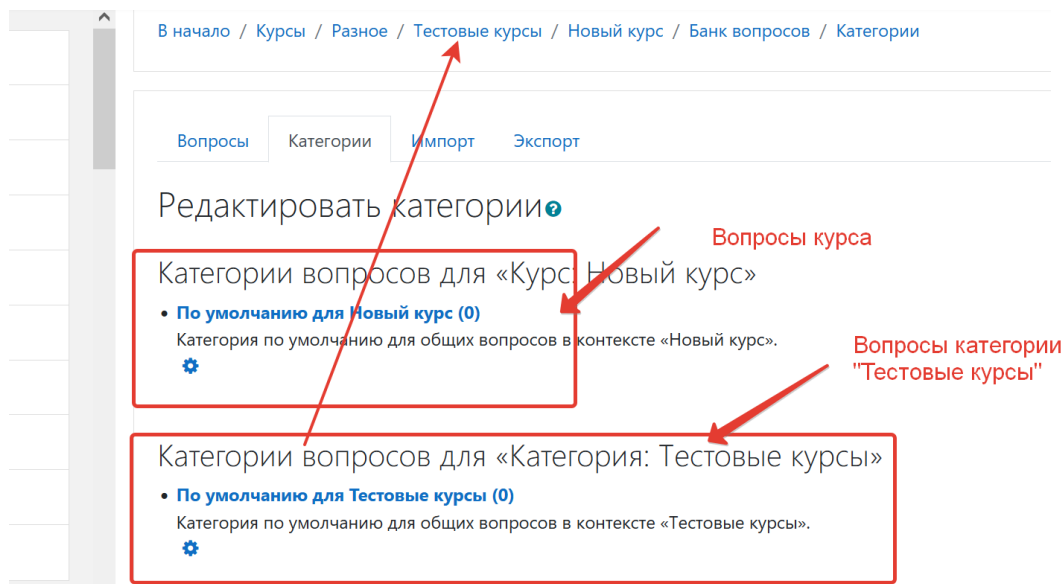 В начало / Курсы / Разное / Тестовые курсы / Новый курс / Банк вопросов / Категории
Вопросы Категории Импорт Экспорт
Редактировать категории
Вопросы курса
Категории вопросов для «Курс: Новый курс»
По умолчанию для Новый курс (0)
Категория по умолчанию для общих вопросов в контексте «Новый курс».
Вопросы категории
"Тестовые курсы"
Категории вопросов для «Категория: Тестовые курсы»
По умолчанию для Тестовые курсы (0)
Категория по умолчанию для общих вопросов в контексте «Тестовые курсы».